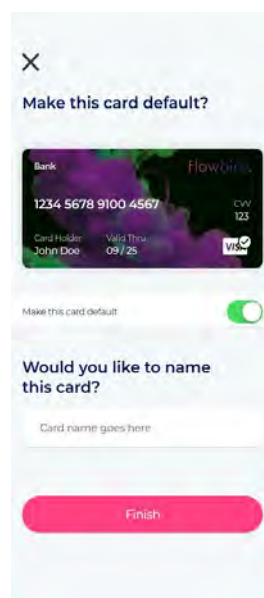 Make this card default?
Bank flowbird.
1234 5678 9100 4567
CVV
123
Card Holder Valid Thru
John Doe 09 / 25
VISA
Make this card default
Would you like to name
this card?
Card name goes here
Finish